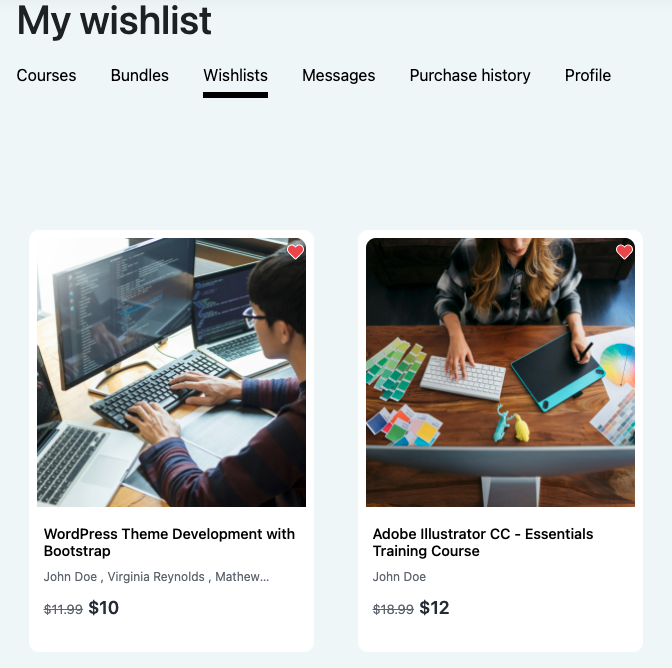 My wishlist
Courses Bundles Wishlists Messages Purchase history Profile
WordPress Theme Development with
Bootstrap
John Doe , Virginia Reynolds , Mathew...
$11.99 $10
Adobe Illustrator CC - Essentials
Training Course
John Doe
$18.99 $12